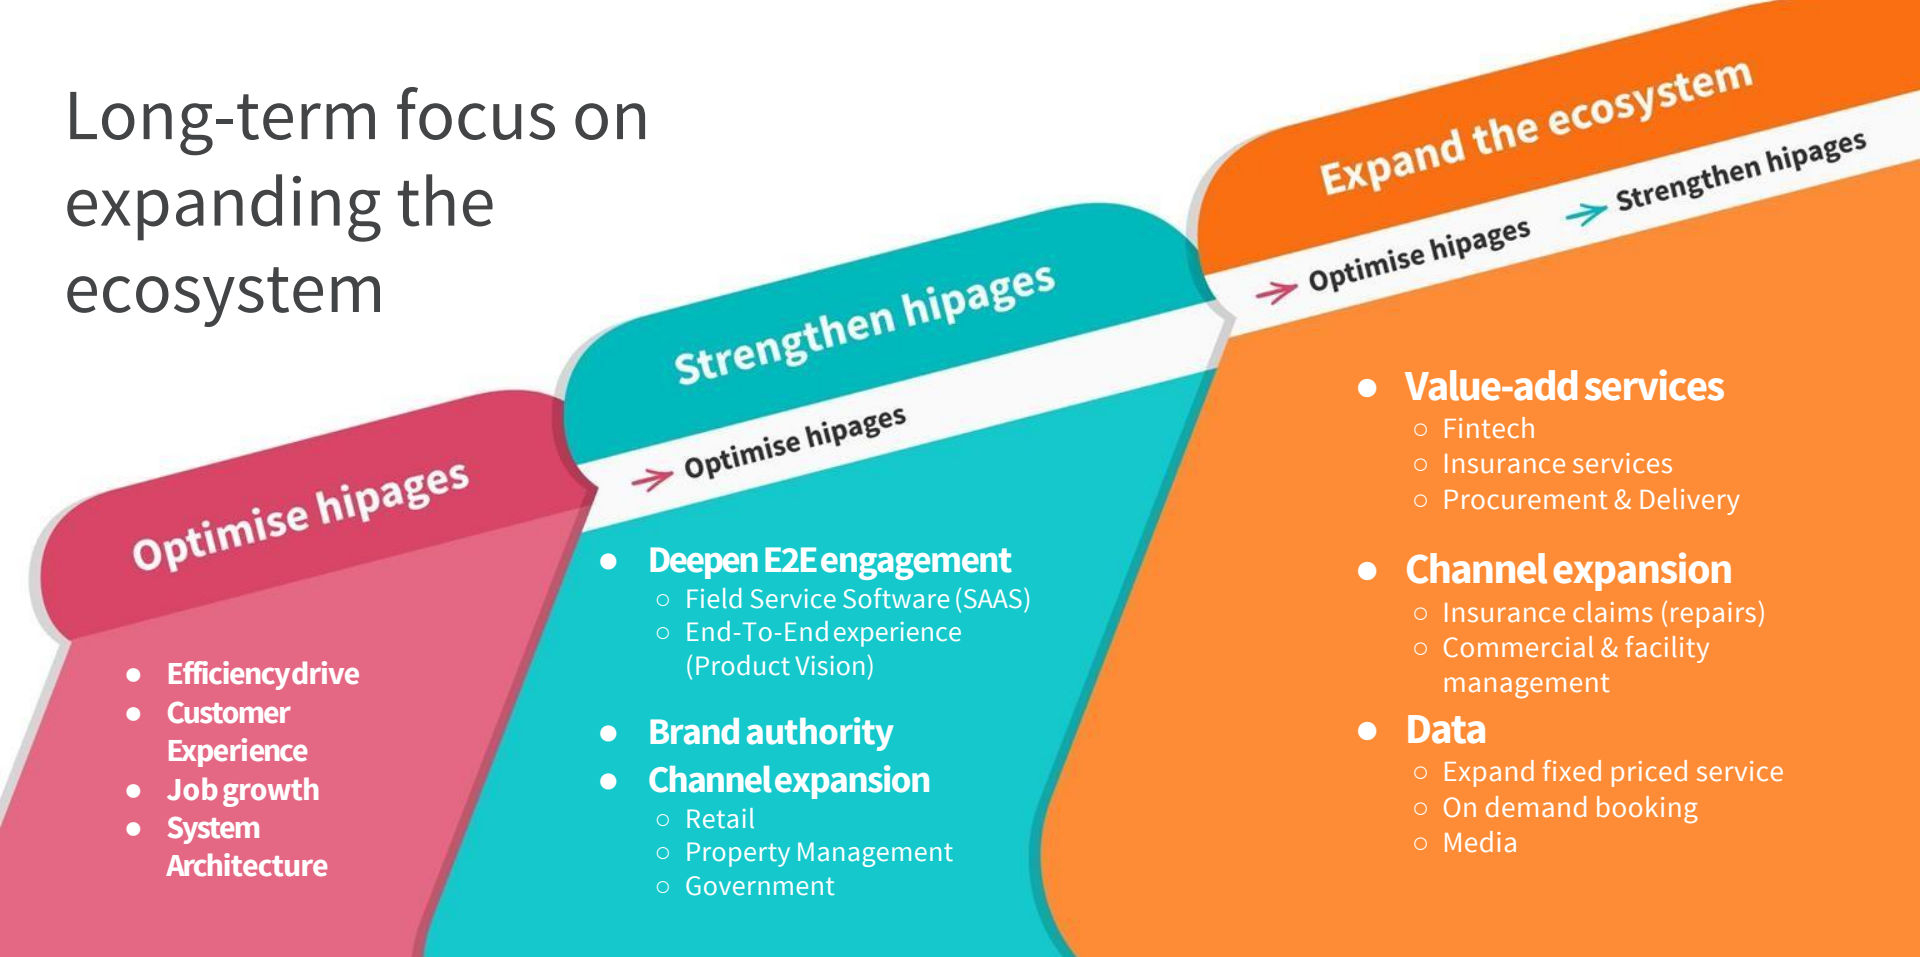 Long-term focus on
expanding the
ecosystem
Optimise hipages
● Efficiency drive
● Customer
Experience
● Job growth
● System
Architecture
Strengthen hipages
Optimise hipages
● Deepen E2E engagement
○ Field Service Software (SAAS)
○ End-To-End experience
(Product Vision)
● Brand authority
● Channel expansion
○ Retail
○ Property Management
○ Government
Expand the ecosystem
Optimise hipages
Strengthen hipages
● Value-add services
○ Fintech
○ Insurance services
○ Procurement & Delivery
● Channel expansion
○ Insurance claims (repairs)
○ Commercial & facility
management
● Data
○ Expand fixed priced service
○ On demand booking
○ Media